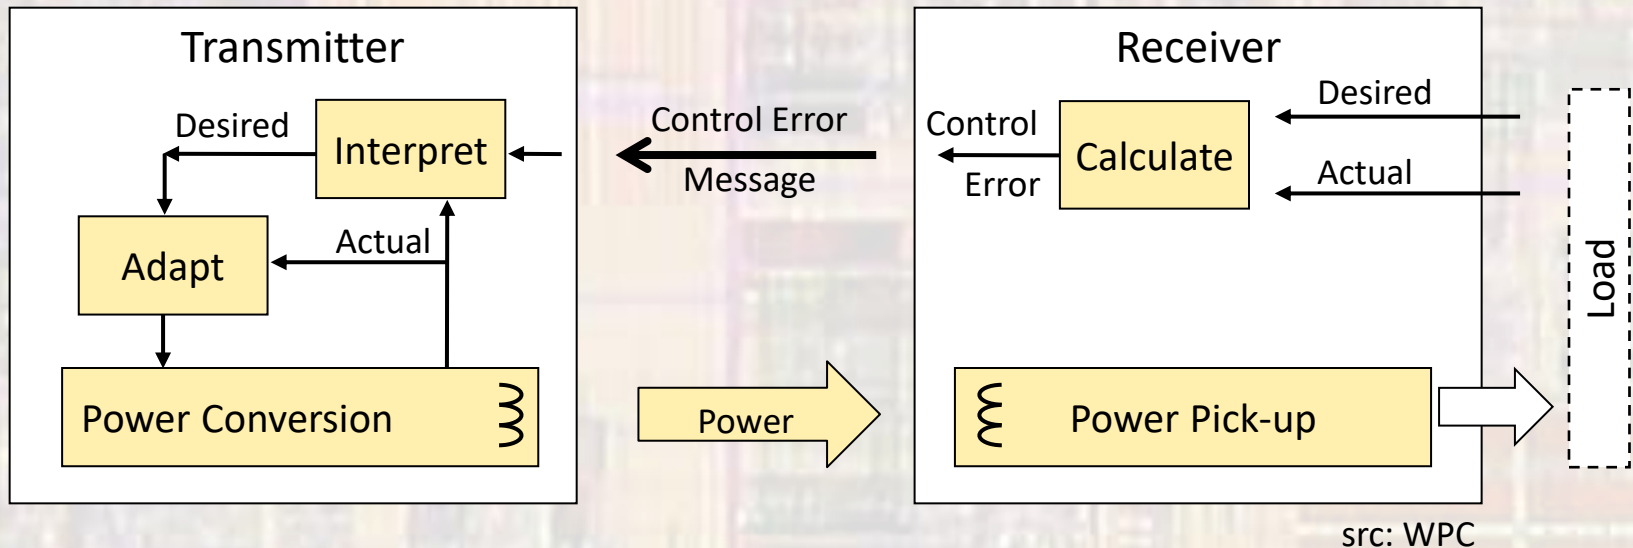 Transmitter
Desired
Interpret
Actual
Adapt
Power Conversion
Control Error
Message
Power
Receiver
Control
Error
Calculate
Desired
Actual
Power Pick-up
Load
src: WPC